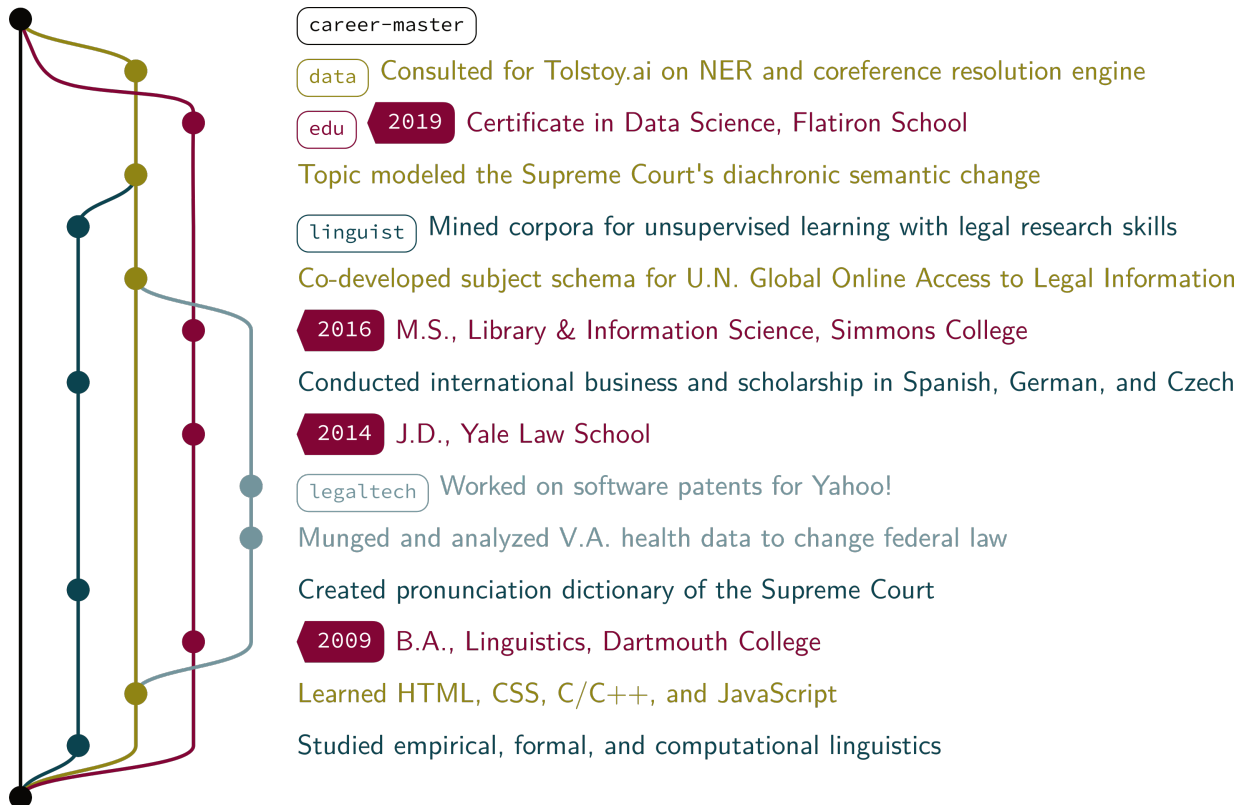 career-master
data Consulted for Tolstoy.ai on NER and coreference resolution engine
edu 2019 Certificate in Data Science, Flatiron School
Topic modeled the Supreme Court's diachronic semantic change
linguist Mined corpora for unsupervised learning with legal research skills
Co-developed subject schema for U.N. Global Online Access to Legal Information
2016 M.S., Library & Information Science, Simmons College
Conducted international business and scholarship in Spanish, German, and Czech
2014 J.D., Yale Law School
legaltech Worked on software patents for Yahoo!
Munged and analyzed V.A. health data to change federal law
Created pronunciation dictionary of the Supreme Court
2009 B.A., Linguistics, Dartmouth College
Learned HTML, CSS, C/C++, and JavaScript
Studied empirical, formal, and computational linguistics